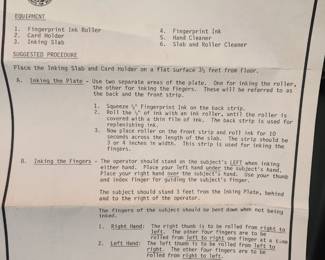 EQUIPMENT
1. Fingerprint Ink Roller 4. Fingerprint Ink
2. Card Holder 5. Hand Cleaner
3. Inking Slab 6. Slab and Roller Cleaner
SUGGESTED PROCEDURE
Place the Inking Slab and Card Holder on a flat surface 3½ feet from floor.
A. Inking the Plate - Use two separate areas of the plate. One for inking the roller,
the other for inking the fingers. These will be referred to as
the back and the front strip.
1. Squeeze ¼" Fingerprint Ink on the back strip.
2. Roll the ¼" of ink with an inker, until the roller is
covered with a thin film of ink. The back strip is used for
replenishing ink.
3. Now place roller on the front strip and roll ink for 10
seconds across the length of the slab. The strip should be
3 or 4 inches in width. This strip is used for inking the
fingers.
B. Inking the Fingers - The operator should stand on the subject's LEFT when inking
either hand. Place your left hand under the subject's hand.
Place your right hand over the subject's hand. Use your thumb
and index finger for guiding the subject's finger.
The subject should stand 3 feet from the Inking Plate, behind
and to the right of the operator.
The fingers of the subject should be bend down when not being
inked.
1. Right Hand: The right thumb is to be rolled from right to
left. The other four fingers are to be
rolled from left to right one finger at a time
2. Left Hand: The left thumb is to be rolled from left to
right. The other four fingers are to be
rolled from right to left.